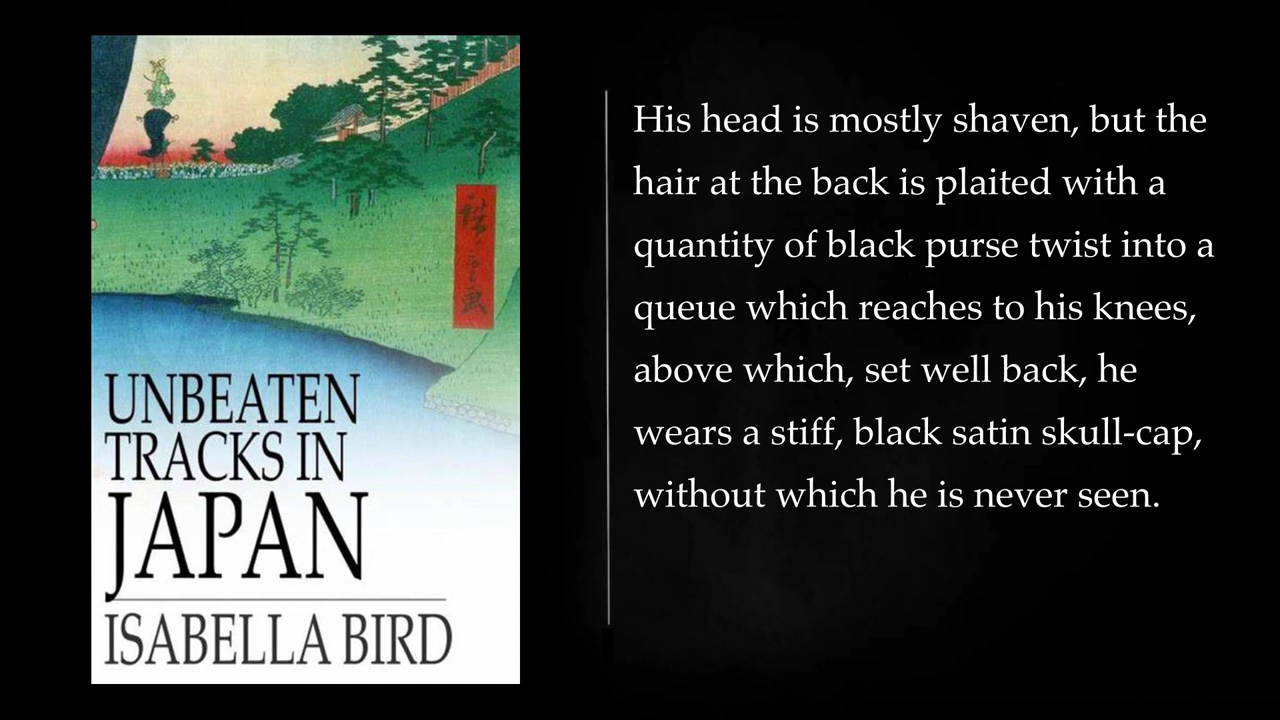 UNBEATEN
TRACKS IN
JAPAN
ISABELLA BIRD
His head is mostly shaven, but the
hair at the back is plaited with a
quantity of black purse twist into a
queue which reaches to his knees,
above which, set well back, he
wears a stiff, black satin skull-cap,
without which he is never seen.